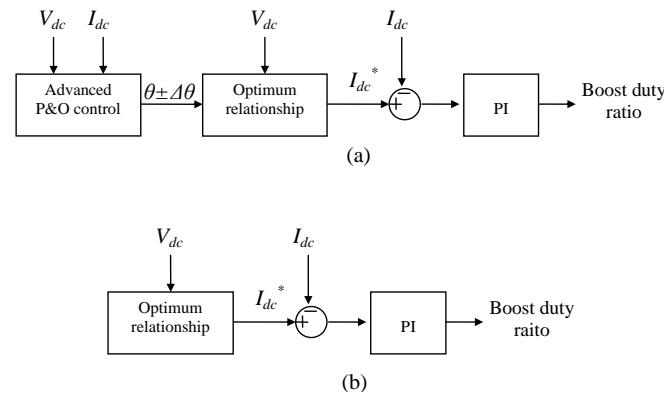 V_dc I_dc V_dc I_dc
Advanced
P&O control
θ±Δθ
Optimum
relationship
I_dc^*
+ −
PI
Boost duty
ratio
(a)
V_dc I_dc
Optimum
relationship
I_dc^*
+ −
PI
Boost duty
raito
(b)